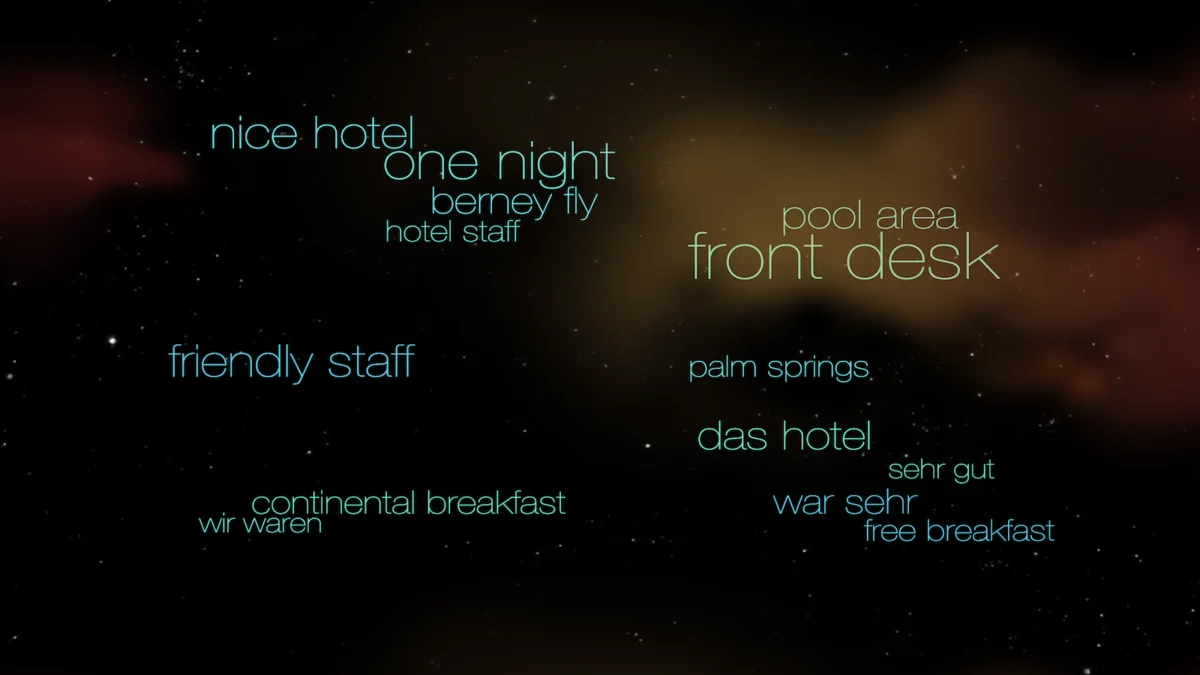 nice hotel
one night
berney fly
hotel staff
pool area
front desk
friendly staff
palm springs
das hotel
sehr gut
continental breakfast
wir waren
war sehr
free breakfast